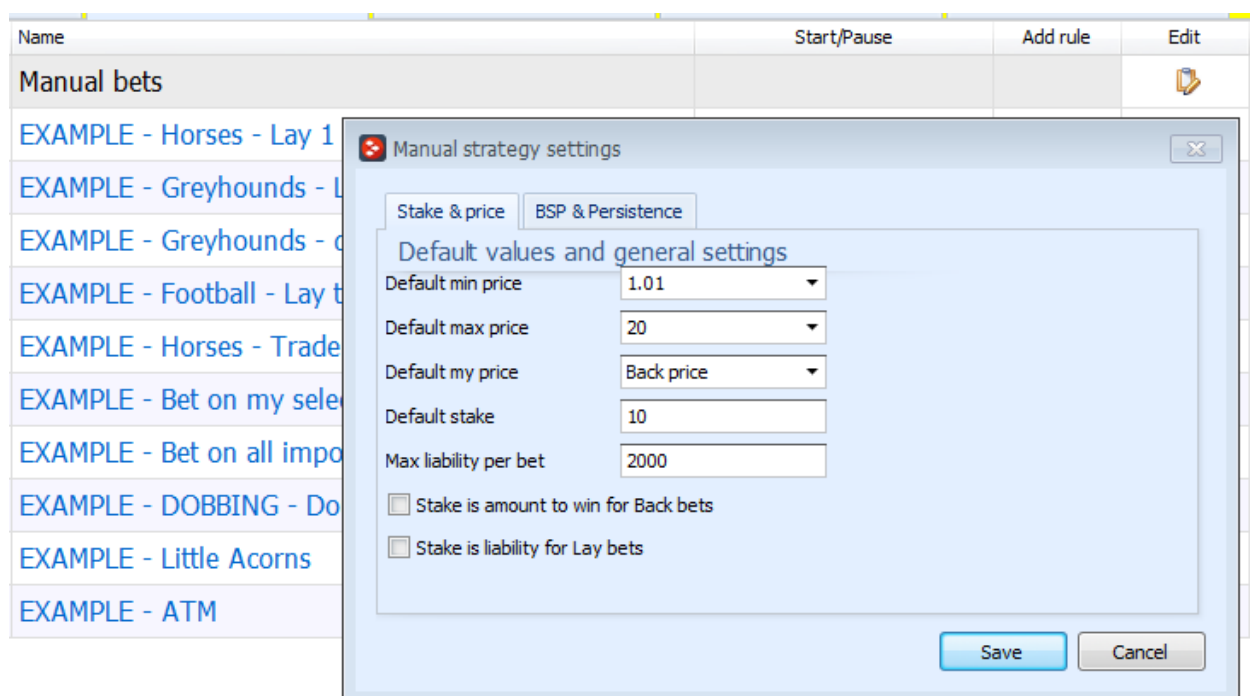 Name Start/Pause Add rule Edit
Manual bets
EXAMPLE - Horses - Lay 1
Manual strategy settings
EXAMPLE - Greyhounds - L
Stake & price BSP & Persistence
EXAMPLE - Greyhounds -
Default values and general settings
Default min price 1.01
EXAMPLE - Football - Lay t
Default max price 20
EXAMPLE - Horses - Trade
Default my price Back price
EXAMPLE - Bet on my sele
Default stake 10
EXAMPLE - Bet on all impo
Max liability per bet 2000
EXAMPLE - DOBBING - Do
Stake is amount to win for Back bets
Stake is liability for Lay bets
EXAMPLE - Little Acorns
EXAMPLE - ATM
Save Cancel